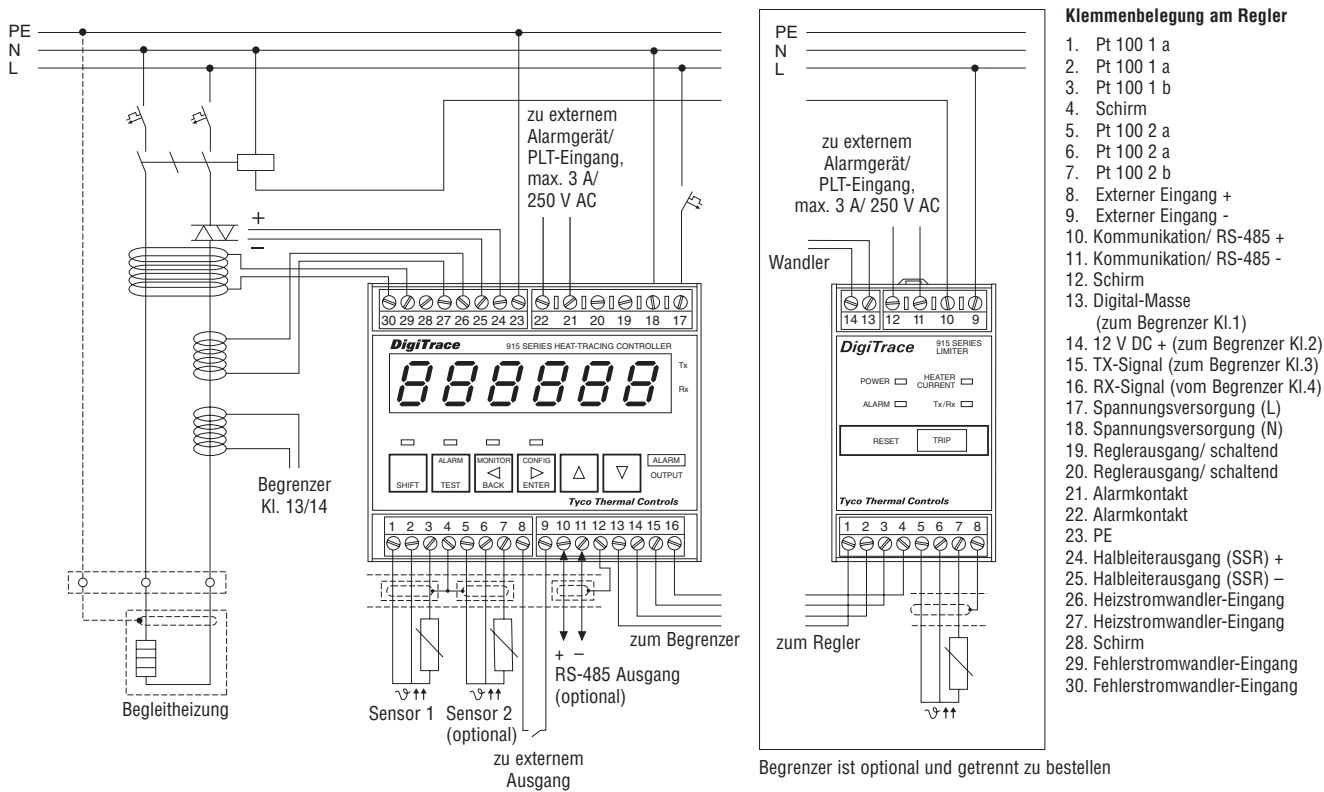 PE
N
L
zu externem
Alarmgerät/
PLT-Eingang,
max. 3 A/
250 V AC
+
–
30 29 28 27 26 25 24 23 22 21 20 19 18 17
DigiTrace 915 SERIES HEAT-TRACING CONTROLLER
888888
Tx
Rx
SHIFT
ALARM
TEST
MONITOR
BACK
CONFIG
ENTER
ALARM
OUTPUT
Tyco Thermal Controls
1 2 3 4 5 6 7 8 9 10 11 12 13 14 15 16
Begrenzer
Kl. 13/14
Begleitheizung
Sensor 1
Sensor 2
(optional)
ϑ
ϑ
zu externem
Ausgang
+ –
RS-485 Ausgang
(optional)
zum Begrenzer
PE
N
L
zu externem
Alarmgerät/
PLT-Eingang,
max. 3 A/ 250 V AC
Wandler
14 13 12 11 10 9
DigiTrace 915 SERIES
LIMITER
POWER
HEATER
CURRENT
ALARM
Tx/Rx
RESET
TRIP
Tyco Thermal Controls
1 2 3 4 5 6 7 8
zum Regler
ϑ
Begrenzer ist optional und getrennt zu bestellen
Klemmenbelegung am Regler
1. Pt 100 1 a
2. Pt 100 1 a
3. Pt 100 1 b
4. Schirm
5. Pt 100 2 a
6. Pt 100 2 a
7. Pt 100 2 b
8. Externer Eingang +
9. Externer Eingang -
10. Kommunikation/ RS-485 +
11. Kommunikation/ RS-485 -
12. Schirm
13. Digital-Masse
(zum Begrenzer Kl.1)
14. 12 V DC + (zum Begrenzer Kl.2)
15. TX-Signal (zum Begrenzer Kl.3)
16. RX-Signal (vom Begrenzer Kl.4)
17. Spannungsversorgung (L)
18. Spannungsversorgung (N)
19. Reglerausgang/ schaltend
20. Reglerausgang/ schaltend
21. Alarmkontakt
22. Alarmkontakt
23. PE
24. Halbleiterausgang (SSR) +
25. Halbleiterausgang (SSR) –
26. Heizstromwandler-Eingang
27. Heizstromwandler-Eingang
28. Schirm
29. Fehlerstromwandler-Eingang
30. Fehlerstromwandler-Eingang